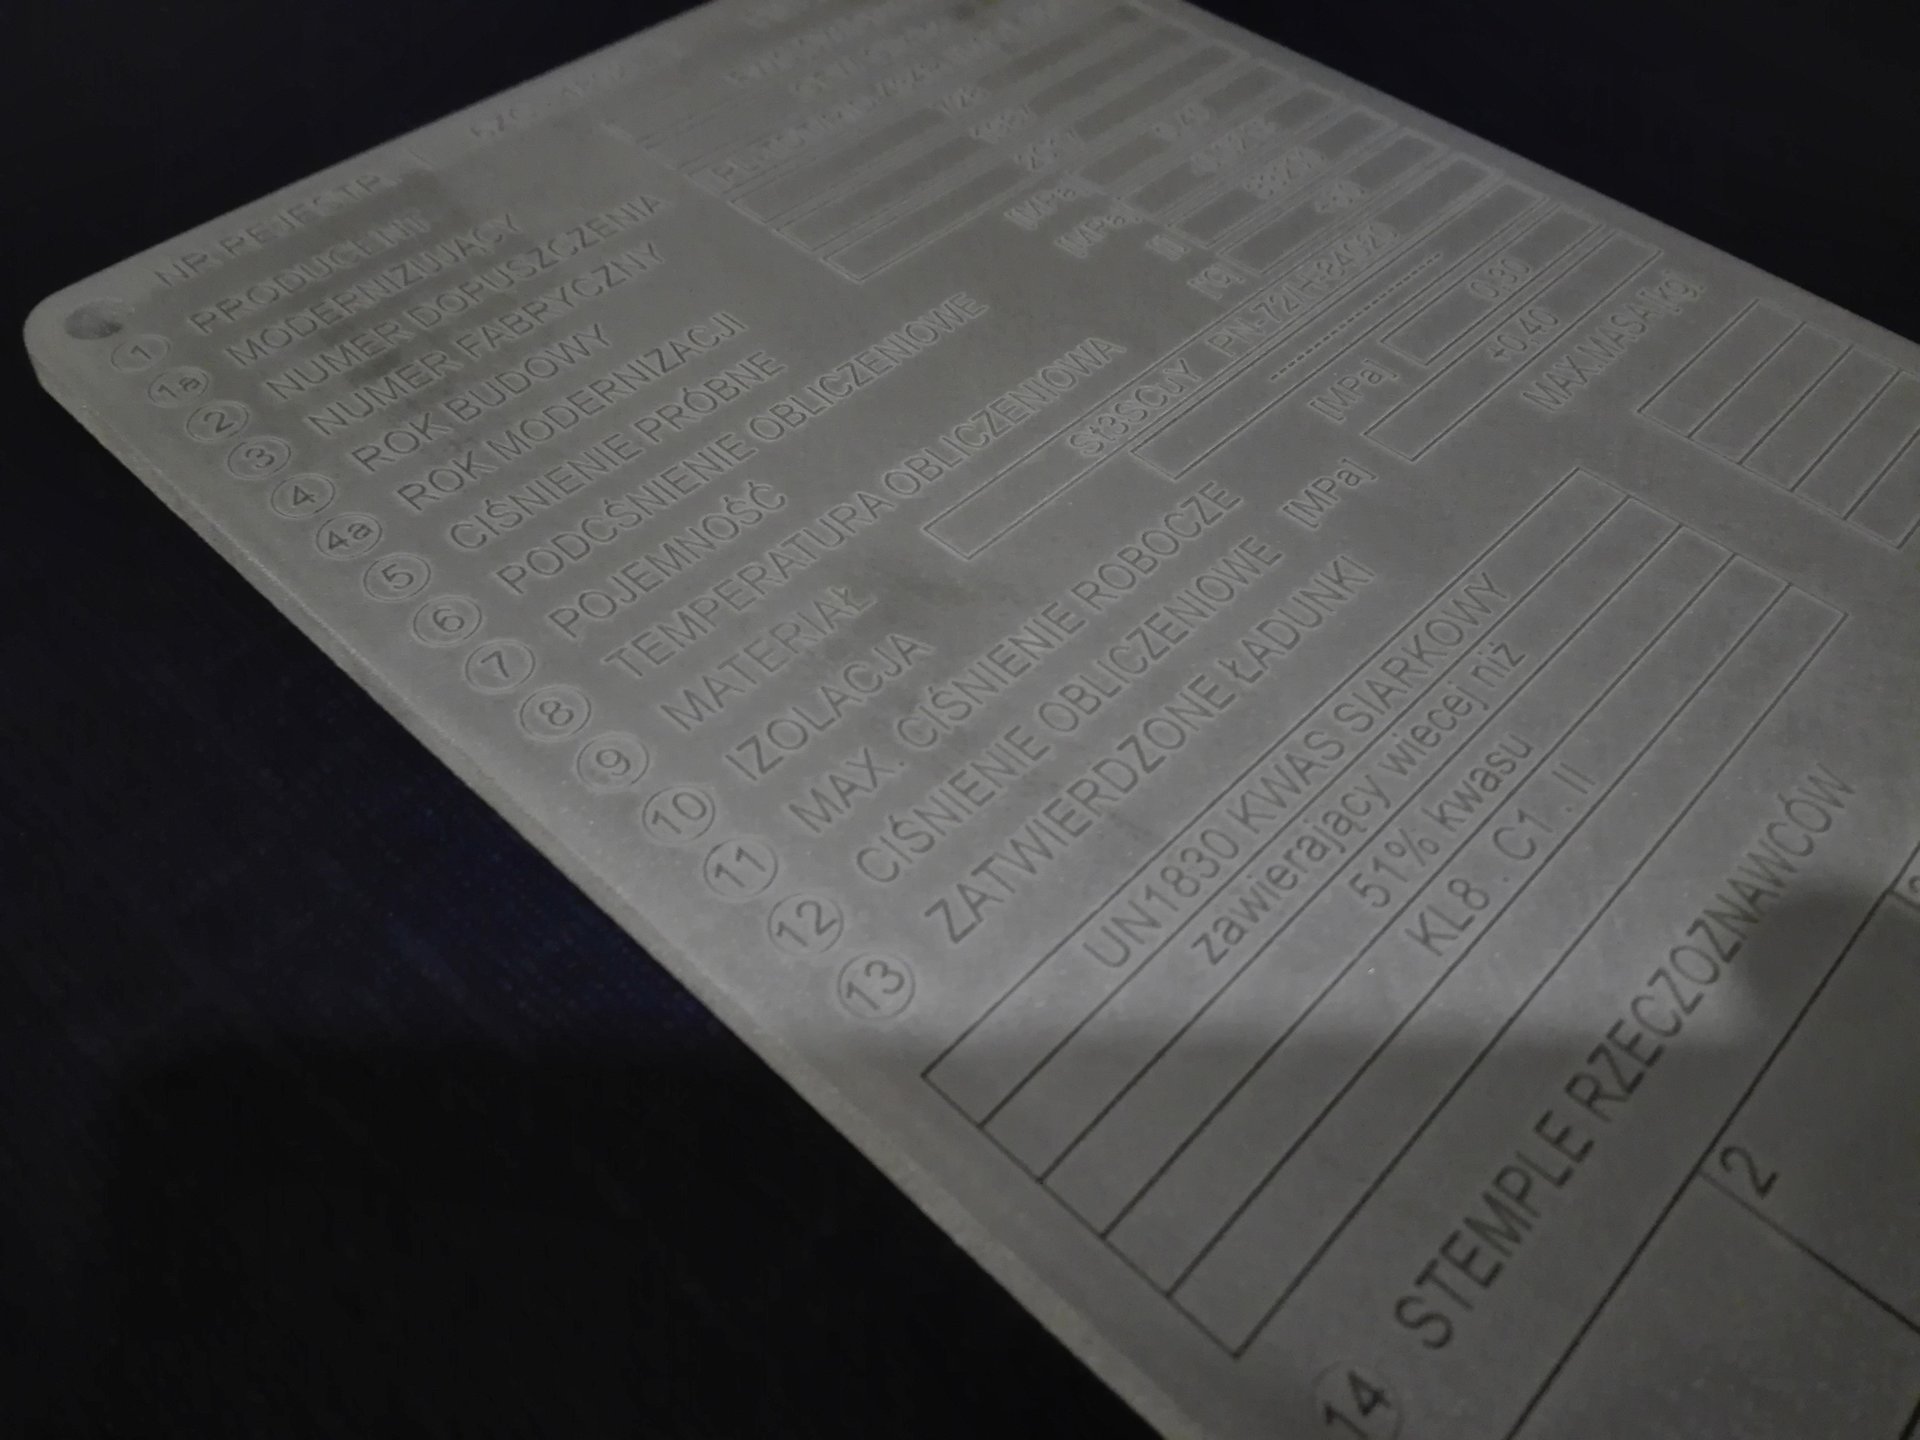 NR REJESTR.
1 PRODUCENT
1a MODERNIZUJĄCY
2 NUMER DOPUSZCZENIA
3 NUMER FABRYCZNY
4 ROK BUDOWY
4a ROK MODERNIZACJI
5 CIŚNIENIE PRÓBNE [MPa]
6 PODCŚNIENIE OBLICZENIOWE [MPa]
7 POJEMNOŚĆ [l]
8 TEMPERATURA OBLICZENIOWA [°C]
9 MATERIAŁ St3SCuY PN-72/H-84020
10 IZOLACJA ---------------
11 MAX. CIŚNIENIE ROBOCZE [MPa] 0,30
12 CIŚNIENIE OBLICZENIOWE [MPa] +0,40
13 ZATWIERDZONE ŁADUNKI MAX.MASA [kg]
UN1830 KWAS SIARKOWY
zawierający wiecej niż
51% kwasu
KL8 . C1 . II
14 STEMPLE RZECZOZNAWCÓW
2